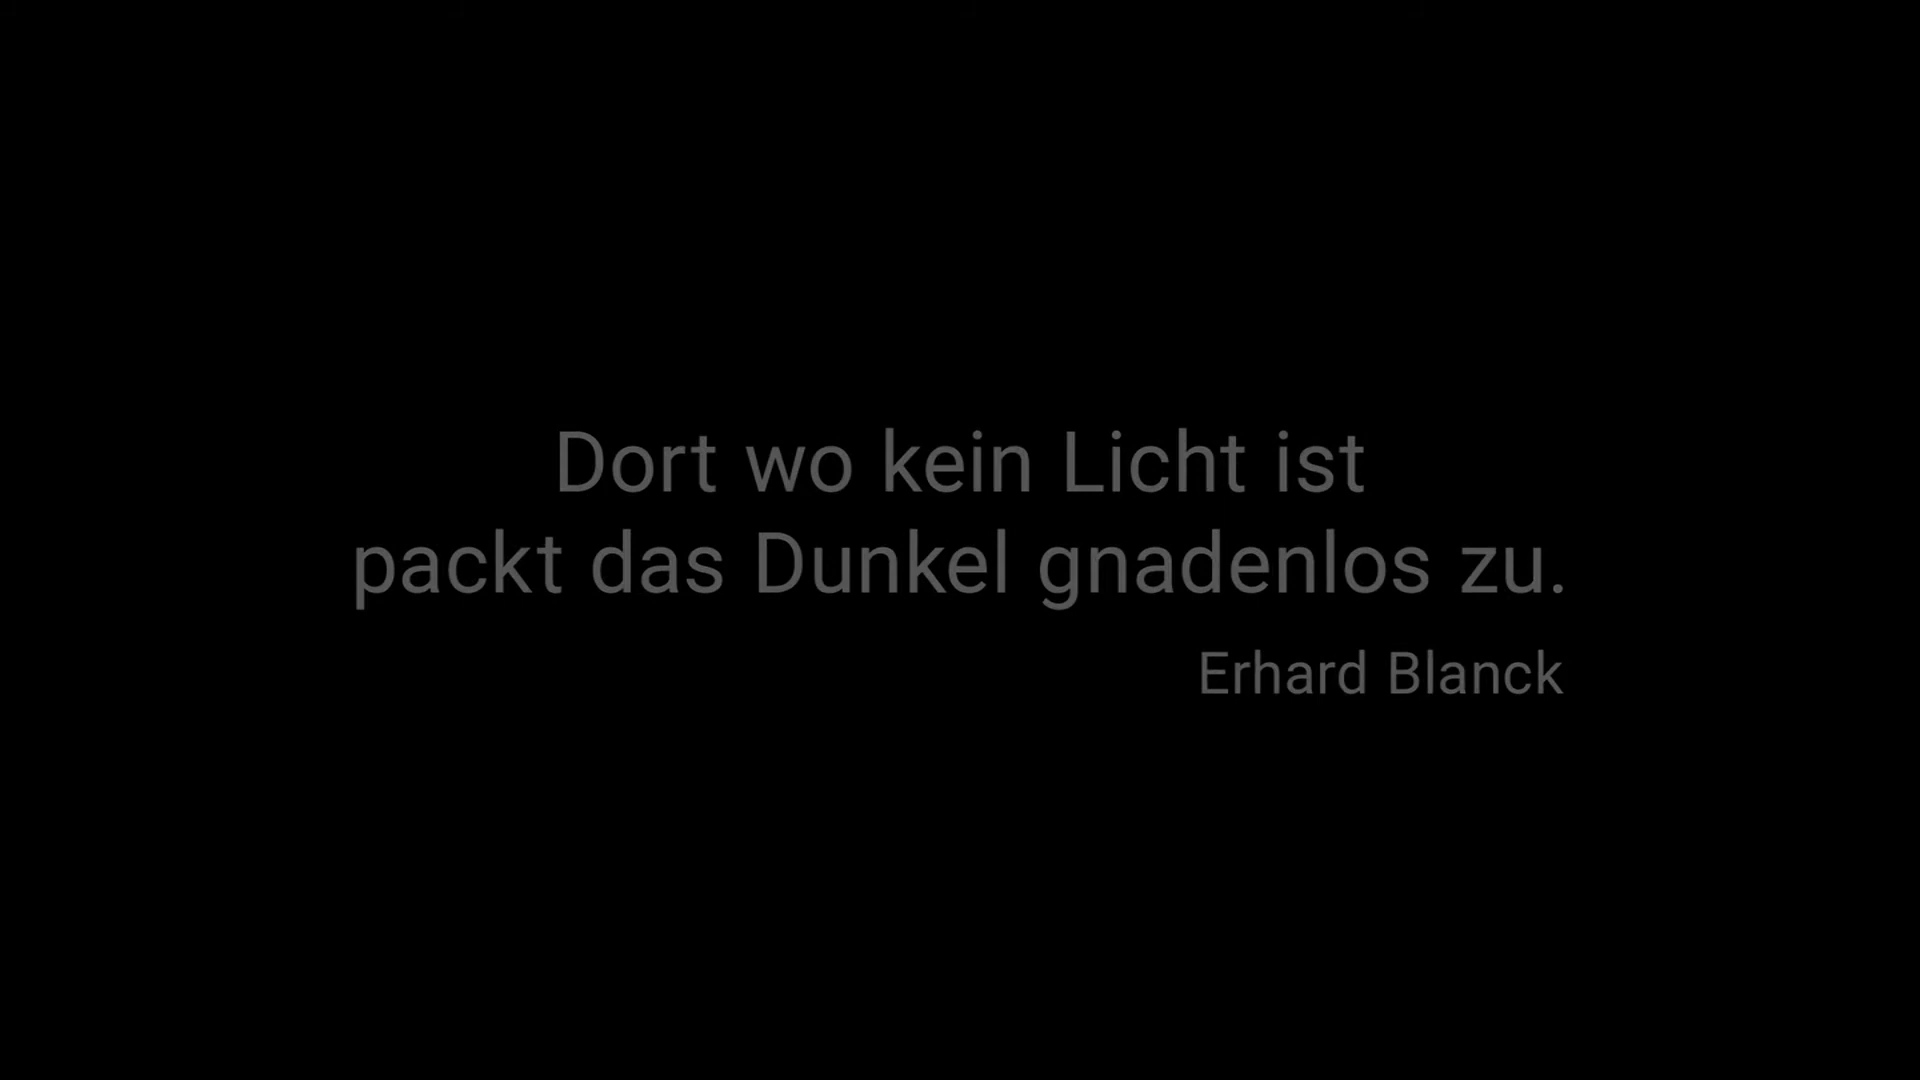 Dort wo kein Licht ist
packt das Dunkel gnadenlos zu.
Erhard Blanck